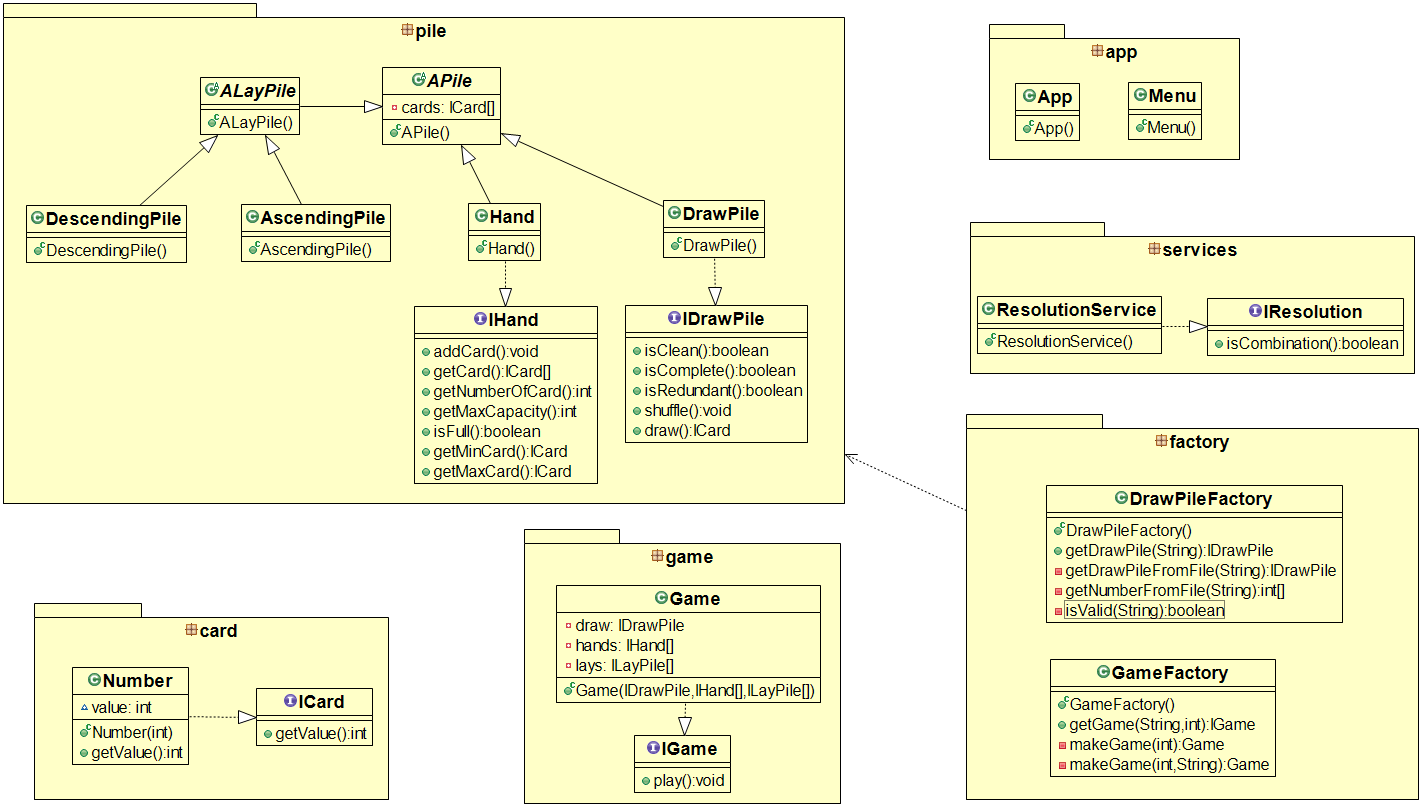 pile
ALayPile
ALayPile()
APile
cards: ICard[]
APile()
DescendingPile
DescendingPile()
AscendingPile
AscendingPile()
Hand
Hand()
DrawPile
DrawPile()
IHand
addCard():void
getCard():ICard[]
getNumberOfCard():int
getMaxCapacity():int
isFull():boolean
getMinCard():ICard
getMaxCard():ICard
IDrawPile
isClean():boolean
isComplete():boolean
isRedundant():boolean
shuffle():void
draw():ICard
app
App
App()
Menu
Menu()
services
ResolutionService
ResolutionService()
IResolution
isCombination():boolean
factory
DrawPileFactory
DrawPileFactory()
getDrawPile(String):IDrawPile
getDrawPileFromFile(String):IDrawPile
getNumberFromFile(String):int[]
isValid(String):boolean
GameFactory
GameFactory()
getGame(String,int):IGame
makeGame(int):Game
makeGame(int,String):Game
game
Game
draw: IDrawPile
hands: IHand[]
lays: ILayPile[]
Game(IDrawPile,IHand[],ILayPile[])
IGame
play():void
card
Number
value: int
Number(int)
getValue():int
ICard
getValue():int